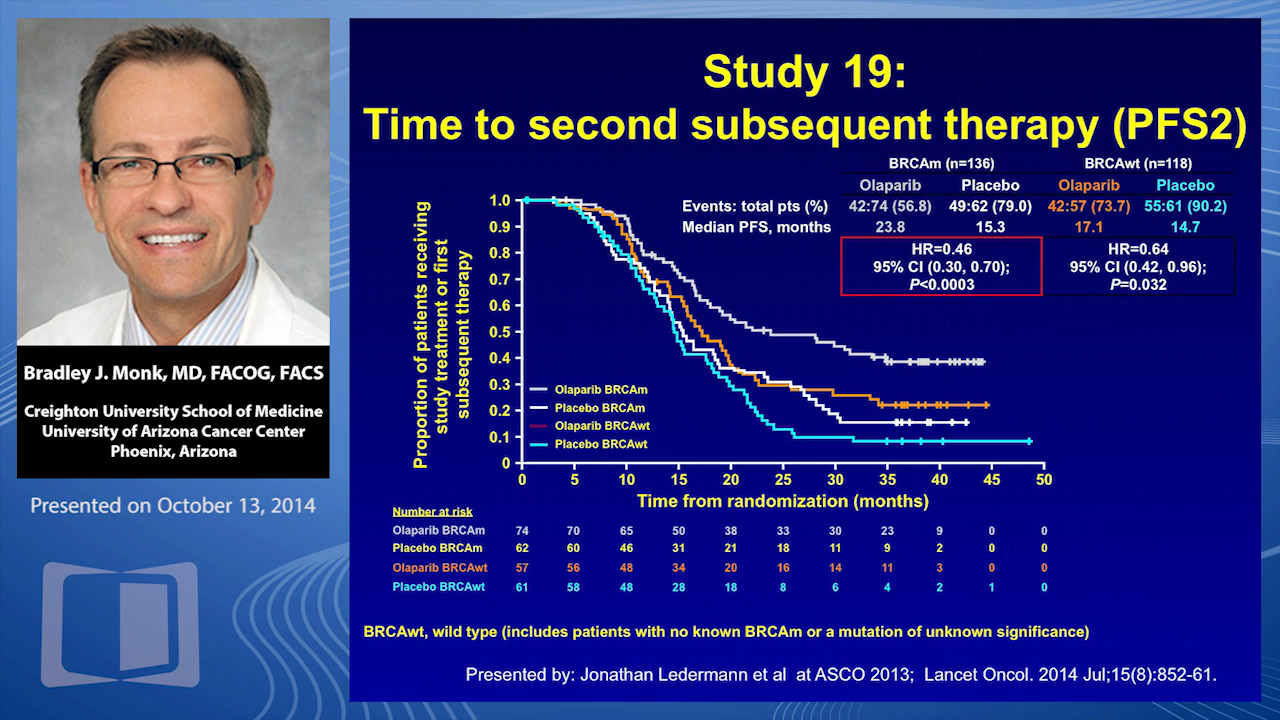 Study 19:
Time to second subsequent therapy (PFS2)
BRCAm (n=136) BRCAwt (n=118)
Olaparib Placebo Olaparib Placebo
Events: total pts (%) 42:74 (56.8) 49:62 (79.0) 42:57 (73.7) 55:61 (90.2)
Median PFS, months 23.8 15.3 17.1 14.7
HR=0.46 HR=0.64
95% CI (0.30, 0.70); 95% CI (0.42, 0.96);
P<0.0003 P=0.032
Proportion of patients receiving
study treatment or first
subsequent therapy
1.0
0.9
0.8
0.7
0.6
0.5
0.4
0.3
0.2
0.1
0
Olaparib BRCAm
Placebo BRCAm
Olaparib BRCAwt
Placebo BRCAwt
0 5 10 15 20 25 30 35 40 45 50
Time from randomization (months)
Number at risk
Olaparib BRCAm 74 70 65 50 38 33 30 23 9 0 0
Placebo BRCAm 62 60 46 31 21 18 11 9 2 0 0
Olaparib BRCAwt 57 56 48 34 20 16 14 11 3 0 0
Placebo BRCAwt 61 58 48 28 18 8 6 4 2 1 0
BRCAwt, wild type (includes patients with no known BRCAm or a mutation of unknown significance)
Presented by: Jonathan Ledermann et al at ASCO 2013; Lancet Oncol. 2014 Jul;15(8):852-61.
Bradley J. Monk, MD, FACOG, FACS
Creighton University School of Medicine
University of Arizona Cancer Center
Phoenix, Arizona
Presented on October 13, 2014